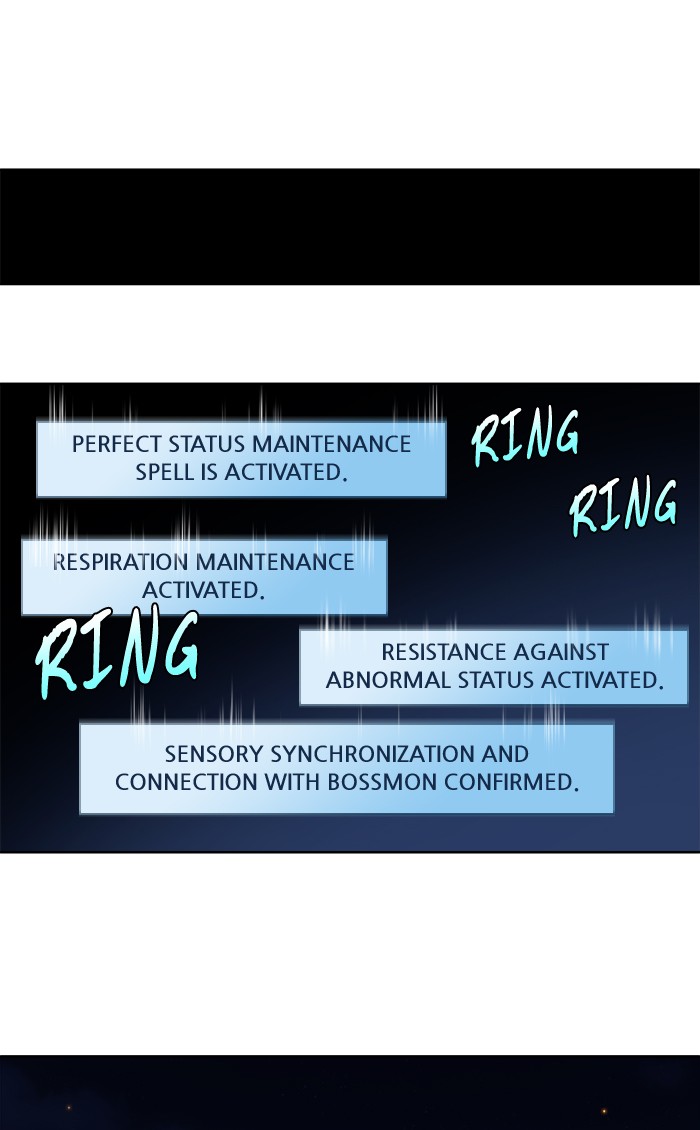 PERFECT STATUS MAINTENANCE
SPELL IS ACTIVATED.
RING
RING
RESPIRATION MAINTENANCE
ACTIVATED.
RING
RESISTANCE AGAINST
ABNORMAL STATUS ACTIVATED.
SENSORY SYNCHRONIZATION AND
CONNECTION WITH BOSSMON CONFIRMED.